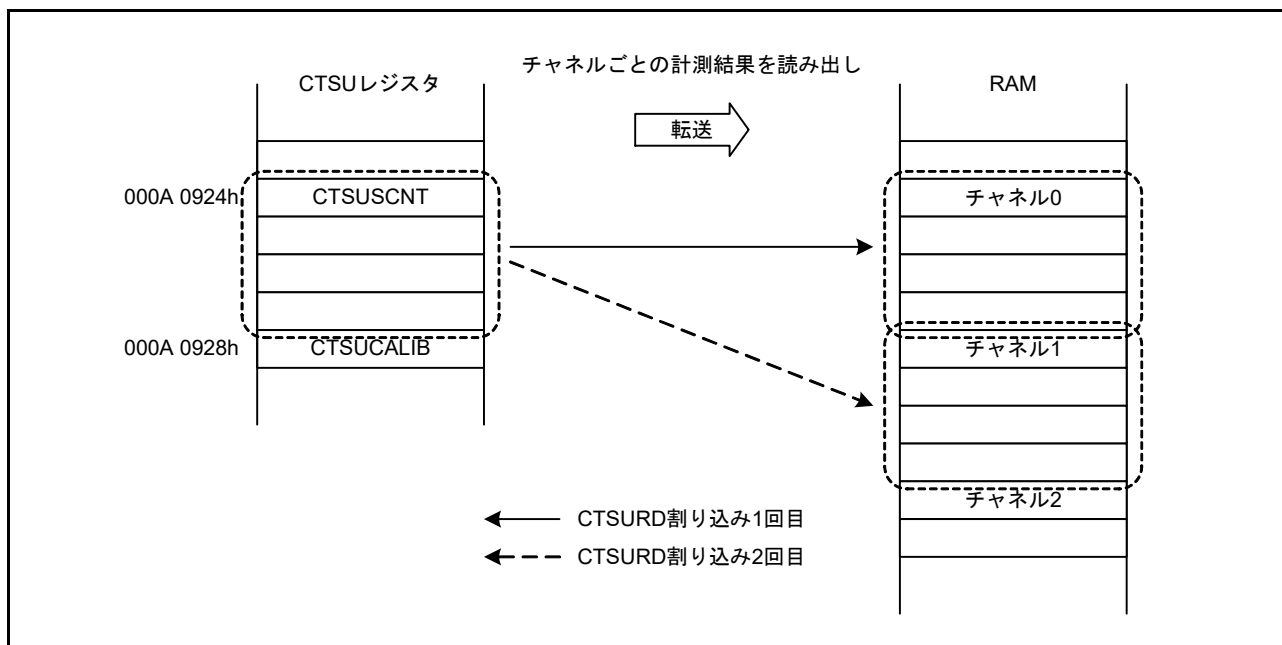 チャネルごとの計測結果を読み出し
CTSUレジスタ
RAM
転送
000A 0924h
CTSUSCNT
チャネル0
000A 0928h
CTSUCALIB
チャネル1
チャネル2
CTSURD割り込み1回目
CTSURD割り込み2回目